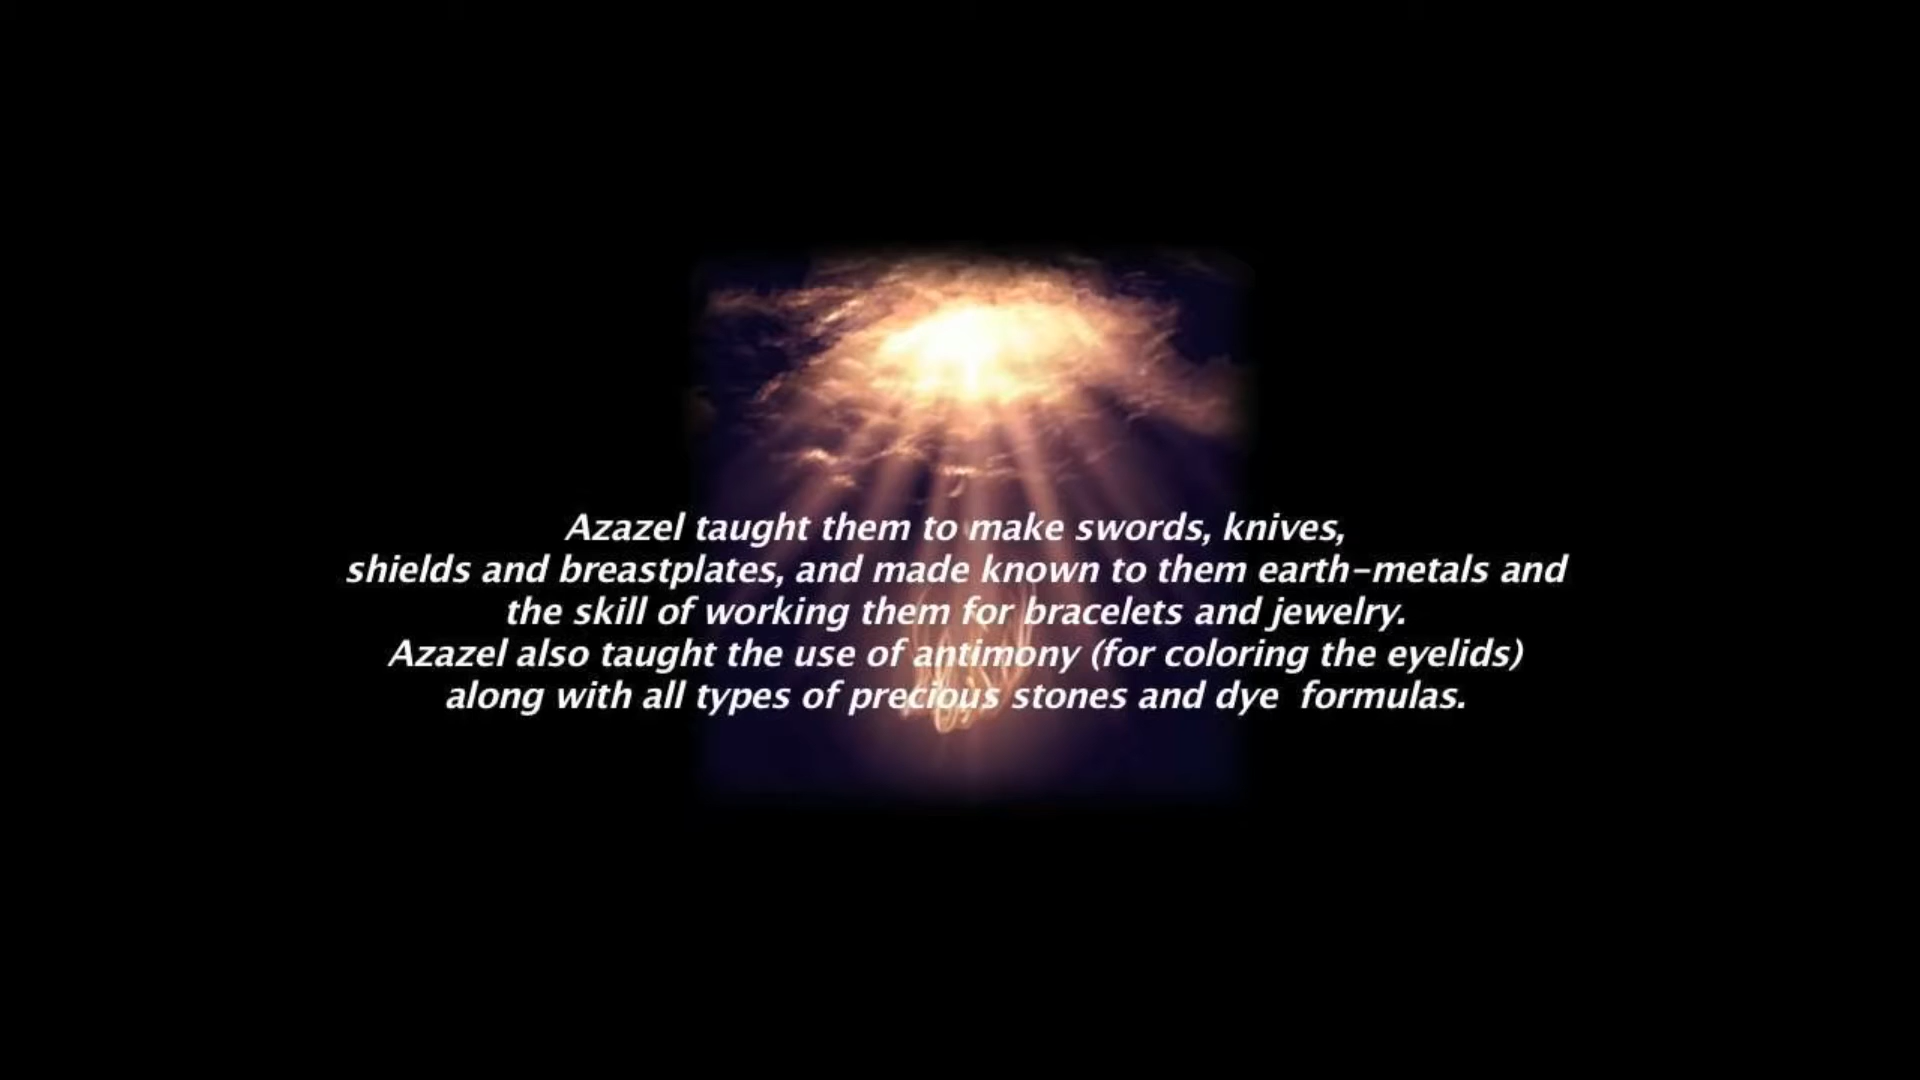 Azazel taught them to make swords, knives,
shields and breastplates, and made known to them earth-metals and
the skill of working them for bracelets and jewelry.
Azazel also taught the use of antimony (for coloring the eyelids)
along with all types of precious stones and dye  formulas.